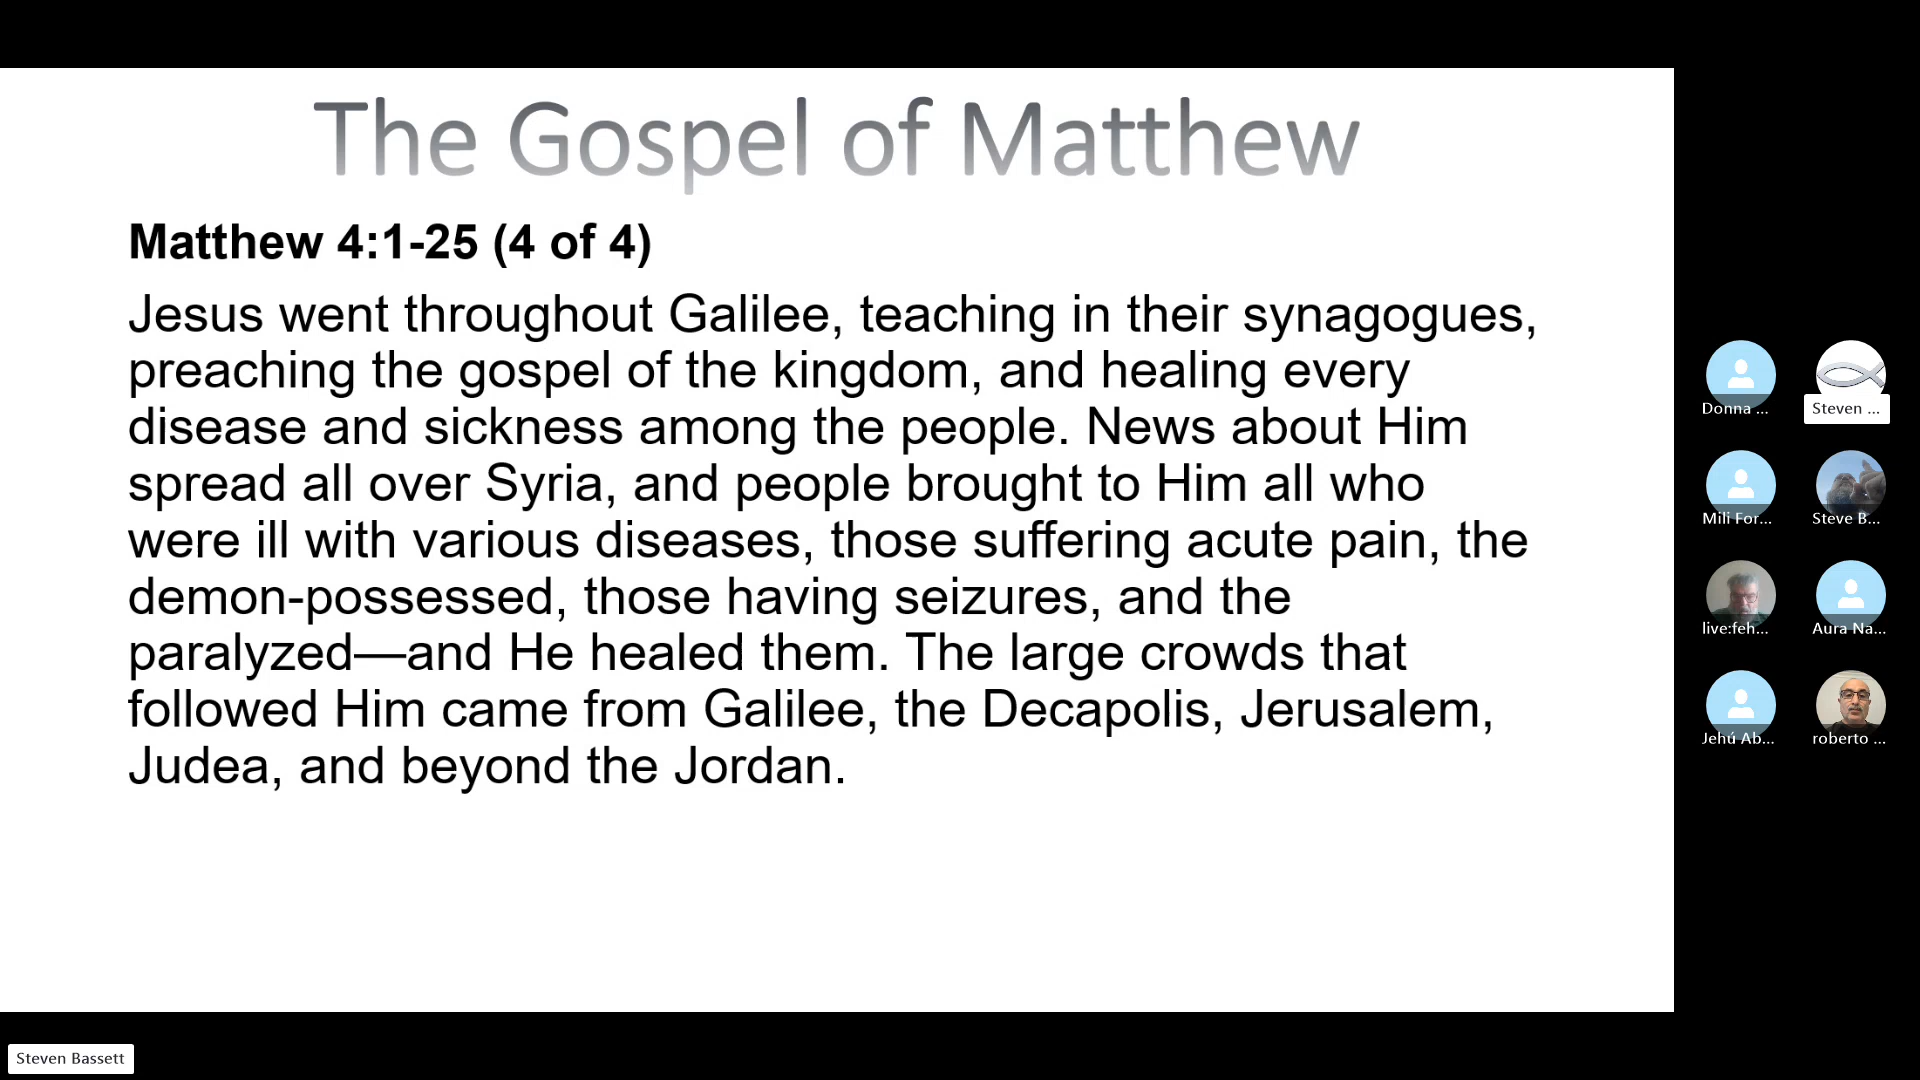 The Gospel of Matthew
Matthew 4:1-25 (4 of 4)
Jesus went throughout Galilee, teaching in their synagogues,
preaching the gospel of the kingdom, and healing every
disease and sickness among the people. News about Him
spread all over Syria, and people brought to Him all who
were ill with various diseases, those suffering acute pain, the
demon-possessed, those having seizures, and the
paralyzed—and He healed them. The large crowds that
followed Him came from Galilee, the Decapolis, Jerusalem,
Judea, and beyond the Jordan.
Donna ...
Steven ...
Mili For...
Steve B...
live:feh...
Aura Na...
Jehú Ab...
roberto ...
Steven Bassett